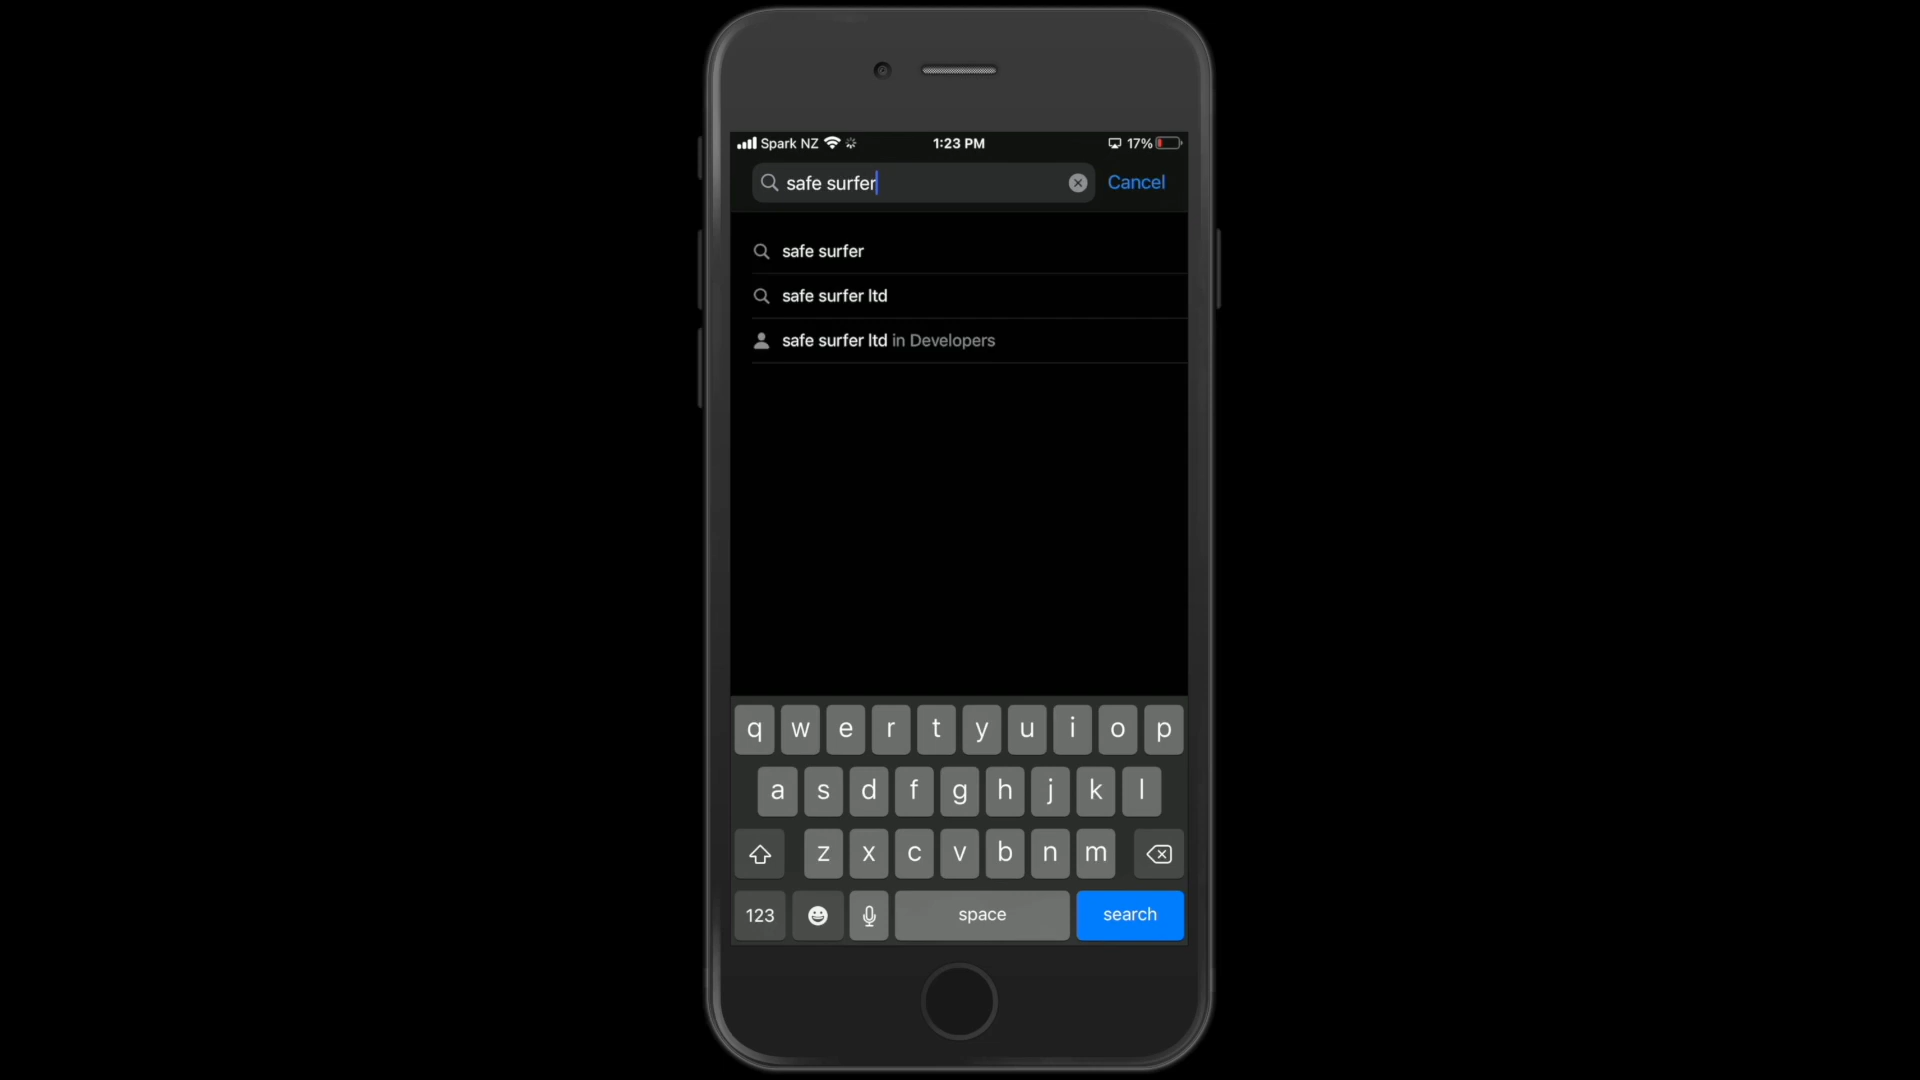 Spark NZ 1:23 PM 17%
safe surfer Cancel
safe surfer
safe surfer ltd
safe surfer ltd in Developers
q w e r t y u i o p
a s d f g h j k l
z x c v b n m
123 space search